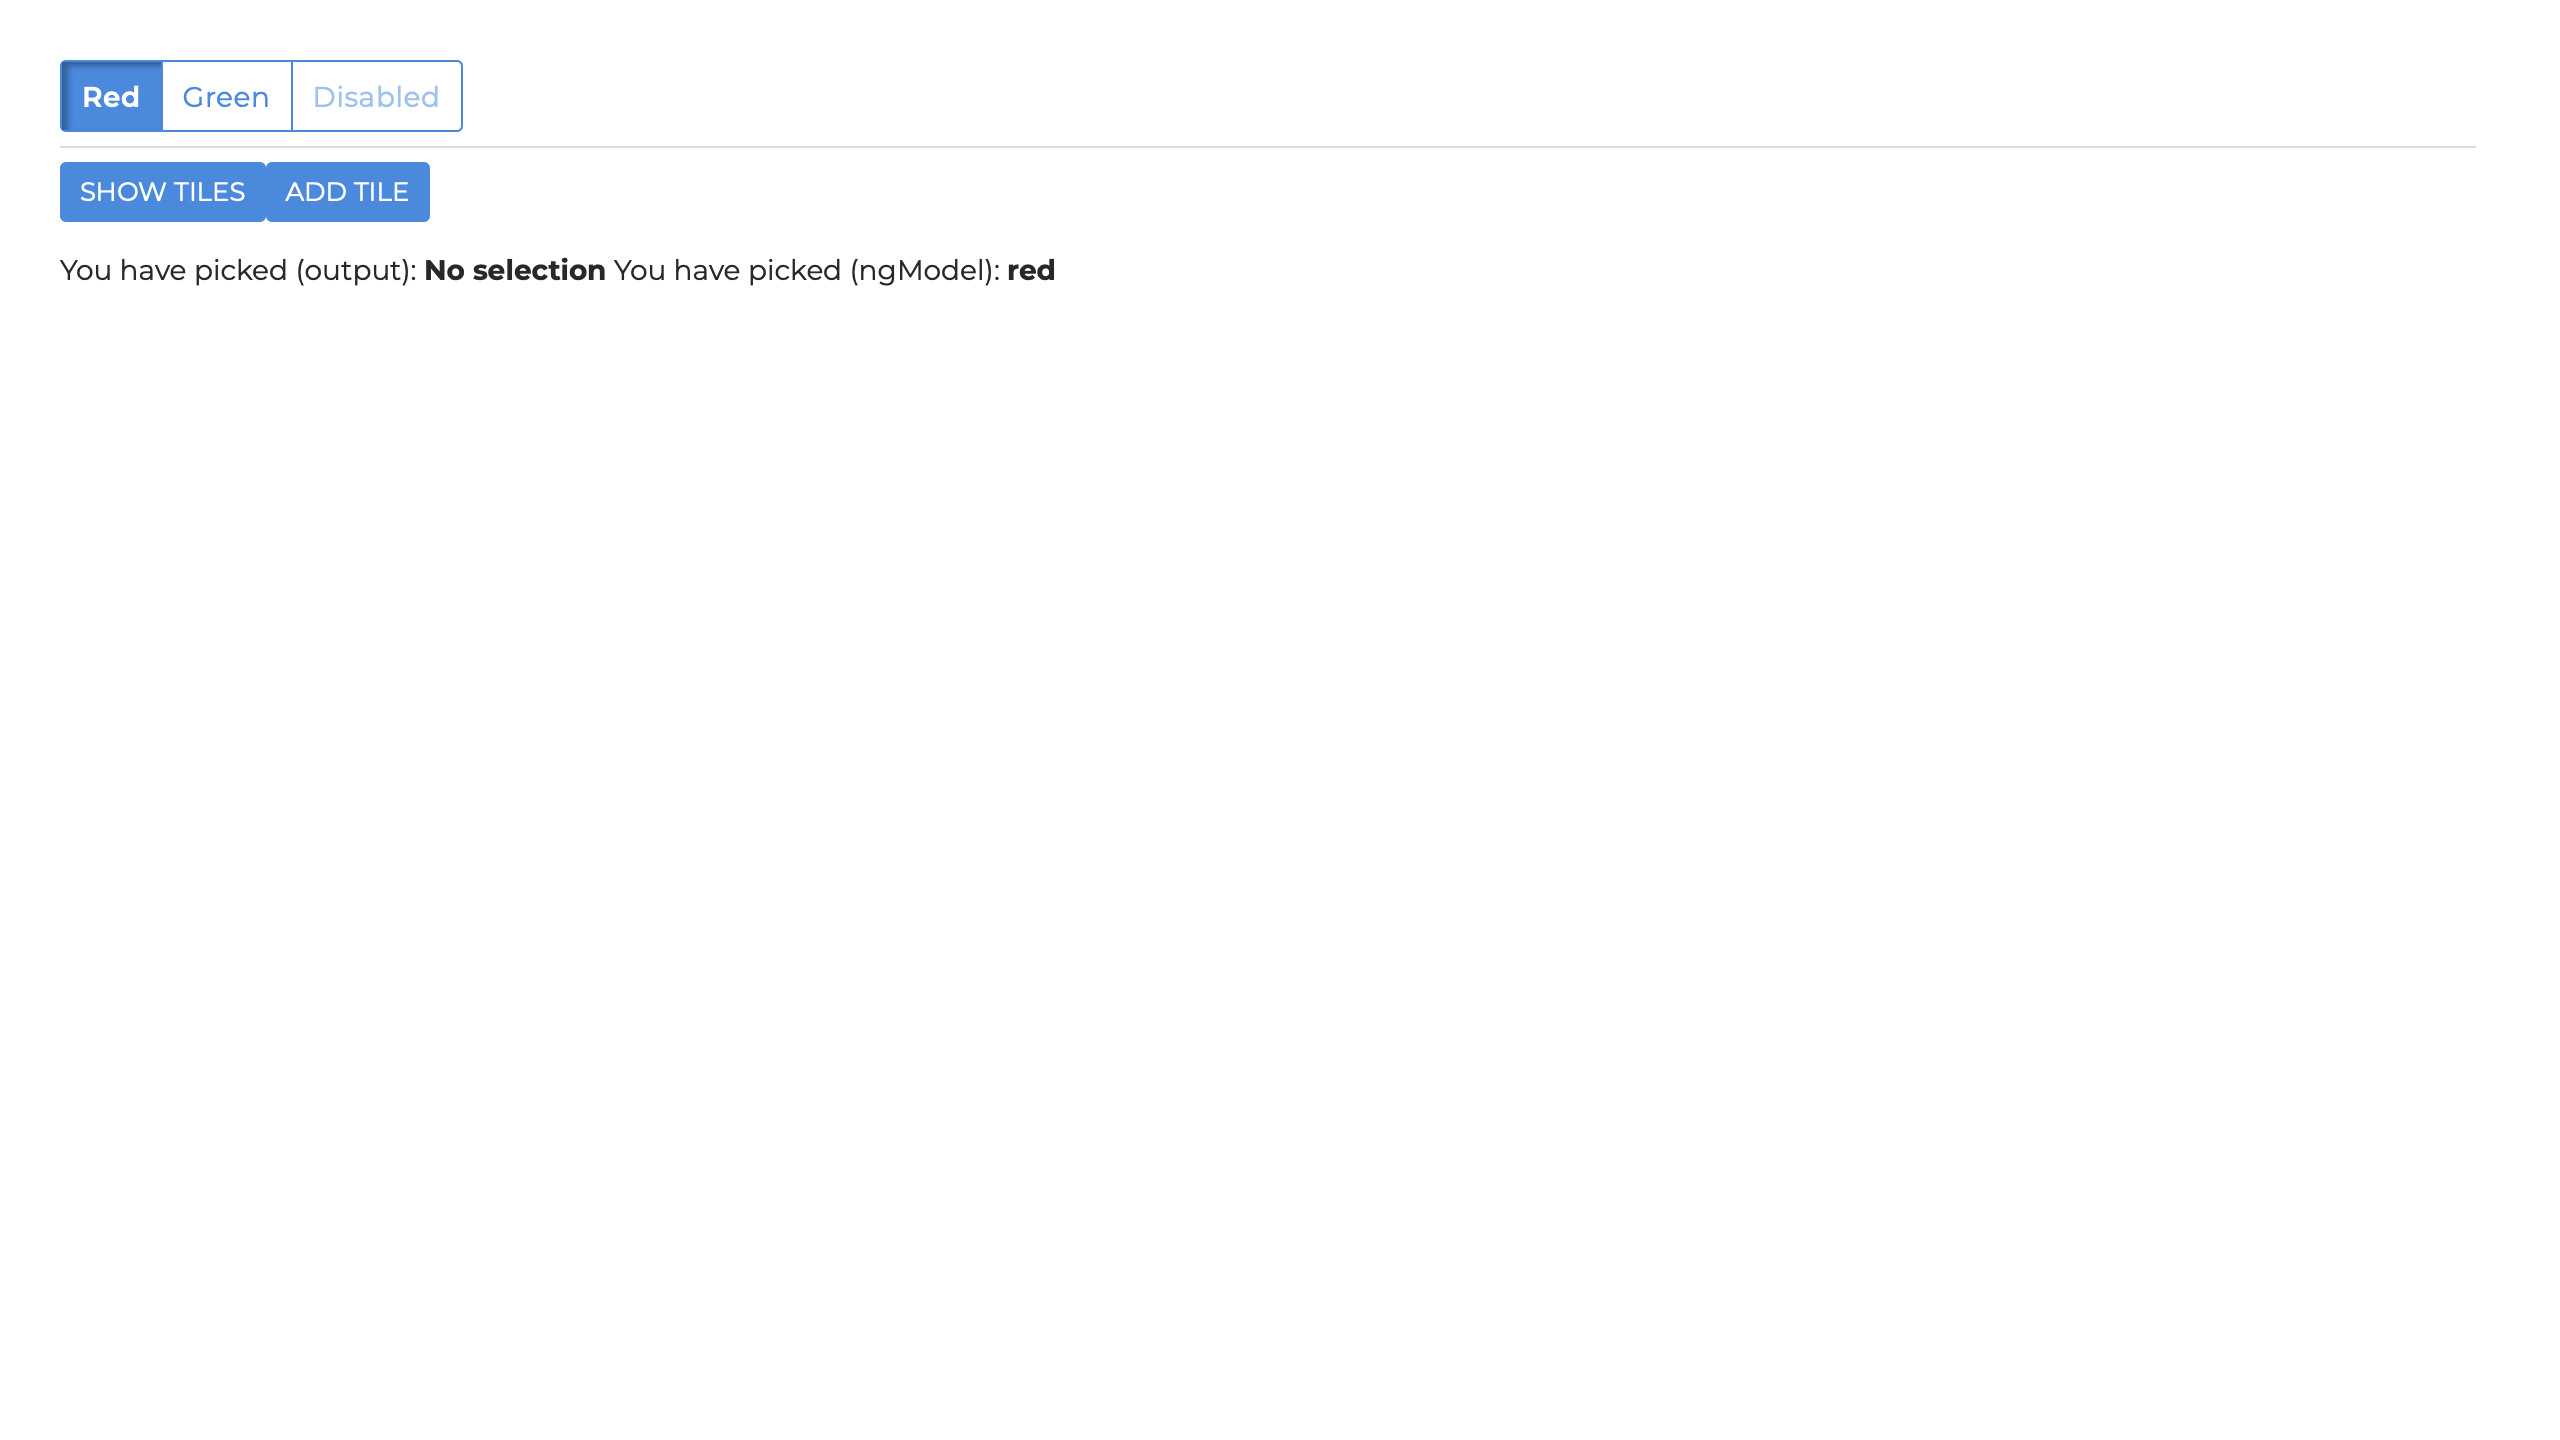 Red Green Disabled
SHOW TILES ADD TILE
You have picked (output): No selection You have picked (ngModel): red